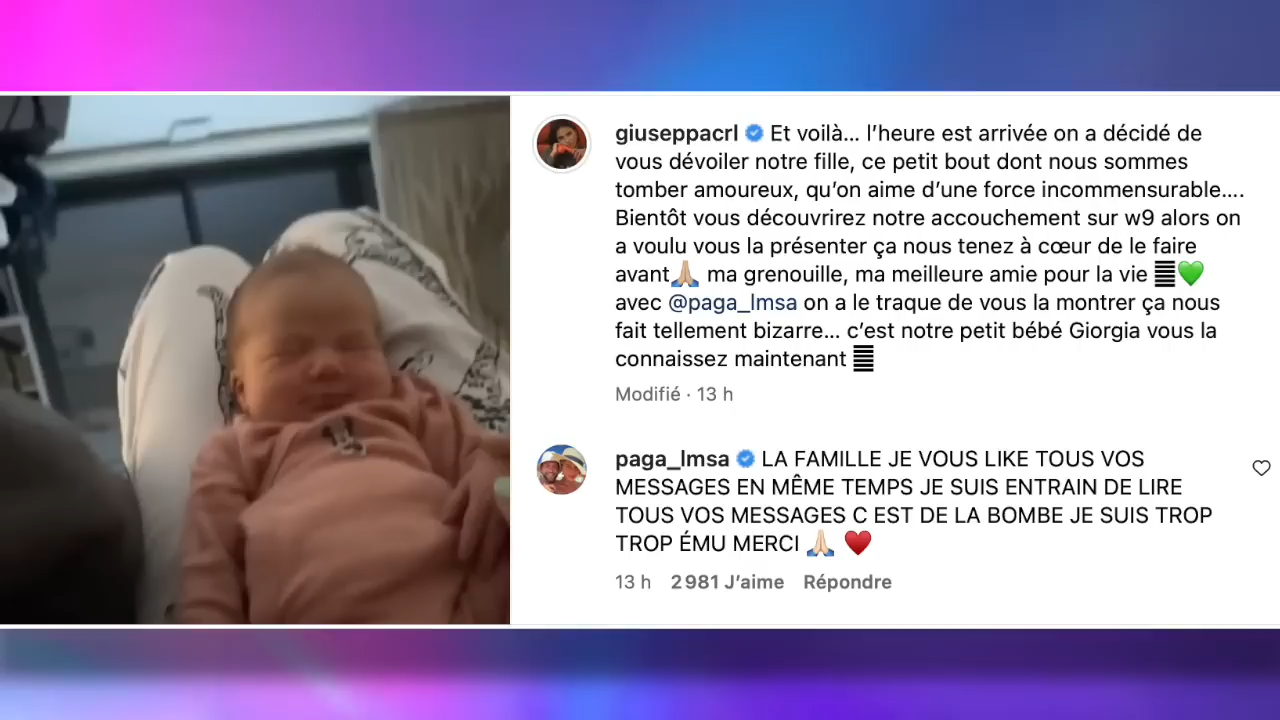 giuseppacrl Et voilà... l'heure est arrivée on a décidé de
vous dévoiler notre fille, ce petit bout dont nous sommes
tomber amoureux, qu'on aime d'une force incommensurable....
Bientôt vous découvrirez notre accouchement sur w9 alors on
a voulu vous la présenter ça nous tenez à cœur de le faire
avant🙏🏼 ma grenouille, ma meilleure amie pour la vie 💚
avec @paga_lmsa on a le traque de vous la montrer ça nous
fait tellement bizarre... c'est notre petit bébé Giorgia vous la
connaissez maintenant
Modifié · 13 h
paga_lmsa LA FAMILLE JE VOUS LIKE TOUS VOS
MESSAGES EN MÊME TEMPS JE SUIS ENTRAIN DE LIRE
TOUS VOS MESSAGES C EST DE LA BOMBE JE SUIS TROP
TROP ÉMU MERCI 🙏🏼 ♥️
13 h 2 981 J'aime Répondre